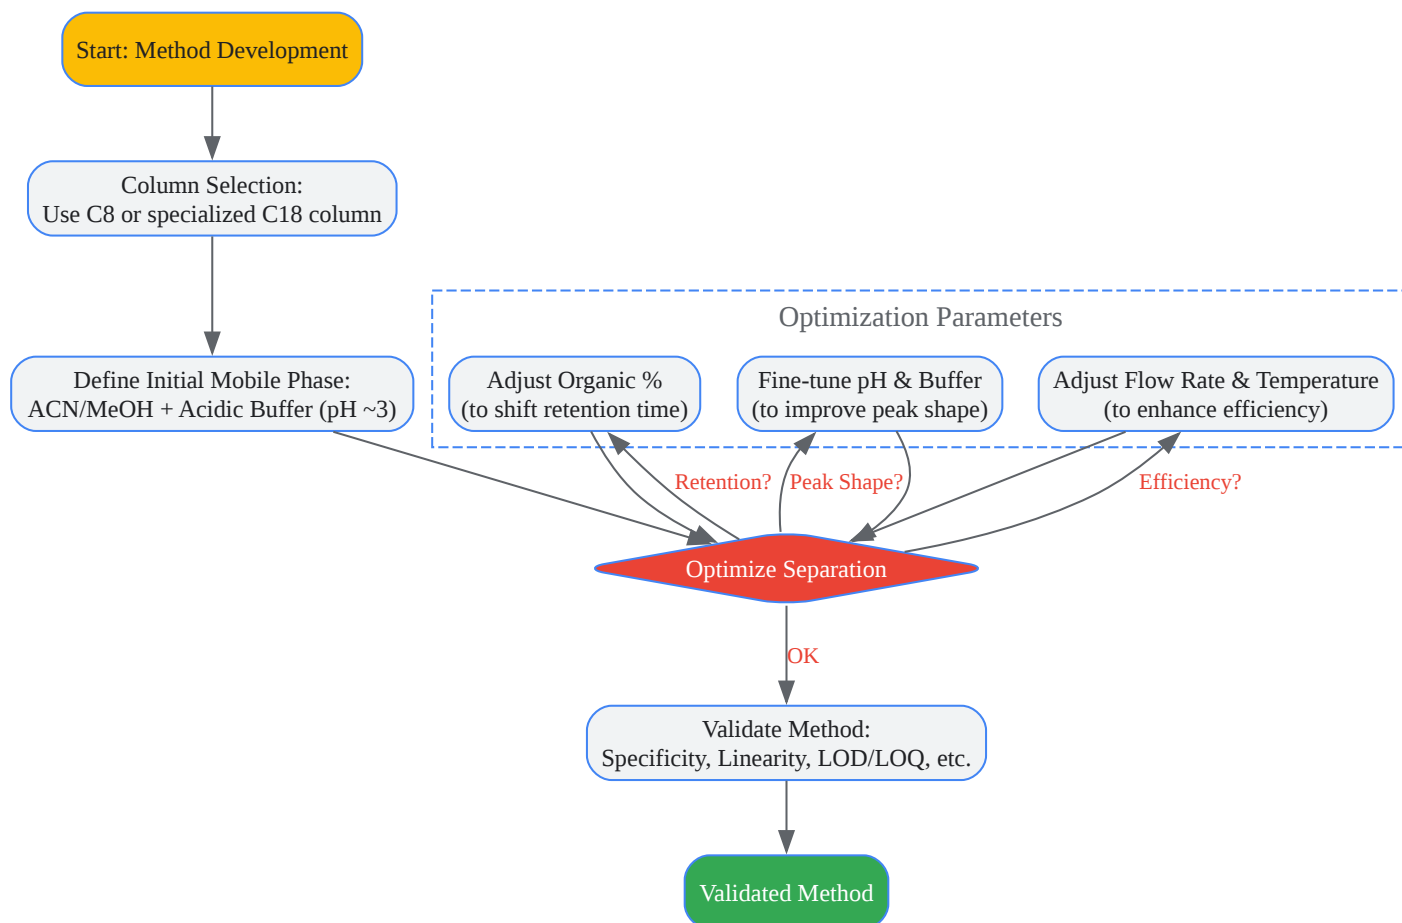 Start: Method Development
Column Selection:
Use C8 or specialized C18 column
Optimization Parameters
Define Initial Mobile Phase:
ACN/MeOH + Acidic Buffer (pH ~3)
Adjust Organic %
(to shift retention time)
Fine-tune pH & Buffer
(to improve peak shape)
Adjust Flow Rate & Temperature
(to enhance efficiency)
Retention?
Peak Shape?
Efficiency?
Optimize Separation
OK
Validate Method:
Specificity, Linearity, LOD/LOQ, etc.
Validated Method